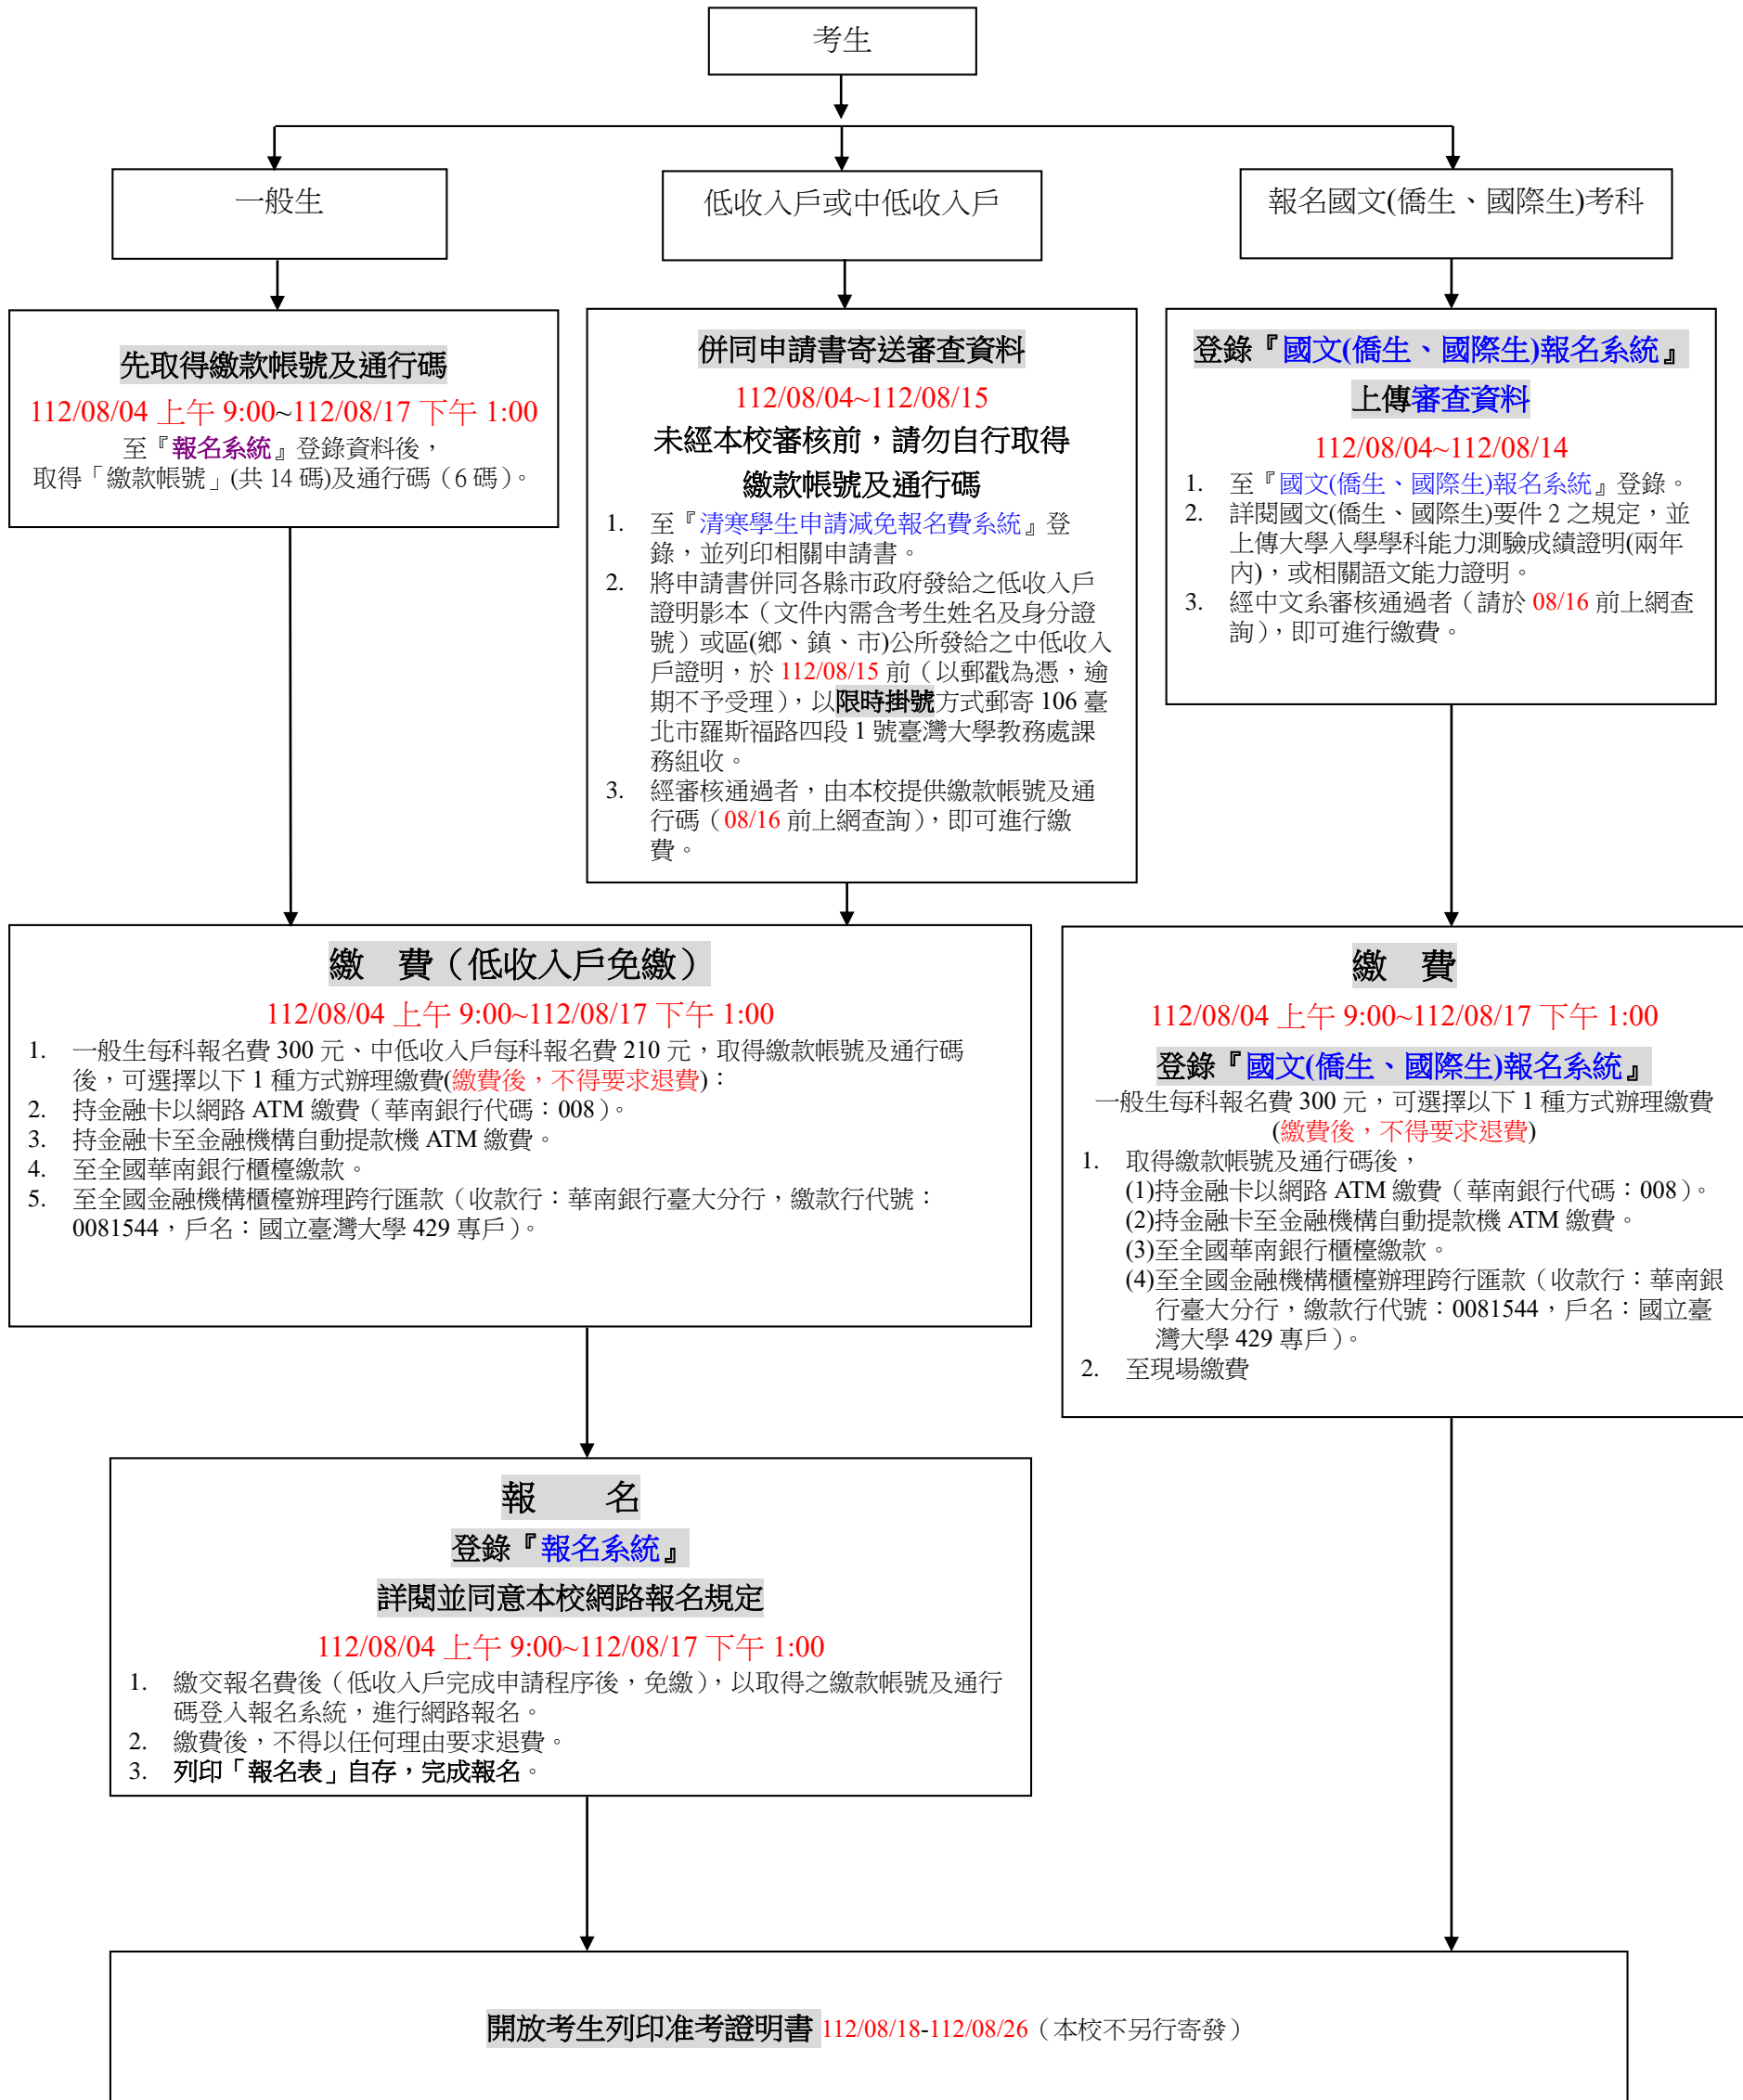 考生
一般生
低收入戶或中低收入戶
報名國文(僑生、國際生)考科
先取得繳款帳號及通行碼
112/08/04 上午 9:00~112/08/17 下午 1:00
至『報名系統』登錄資料後，
取得「繳款帳號」(共 14 碼)及通行碼（6 碼）。
併同申請書寄送審查資料
112/08/04~112/08/15
未經本校審核前，請勿自行取得
繳款帳號及通行碼
1. 至『清寒學生申請減免報名費系統』登
錄，並列印相關申請書。
2. 將申請書併同各縣市政府發給之低收入戶
證明影本（文件內需含考生姓名及身分證
號）或區(鄉、鎮、市)公所發給之中低收入
戶證明，於 112/08/15 前（以郵戳為憑，逾
期不予受理），以限時掛號方式郵寄 106 臺
北市羅斯福路四段 1 號臺灣大學教務處課
務組收。
3. 經審核通過者，由本校提供繳款帳號及通
行碼（08/16 前上網查詢），即可進行繳
費。
登錄『國文(僑生、國際生)報名系統』
上傳審查資料
112/08/04~112/08/14
1. 至『國文(僑生、國際生)報名系統』登錄。
2. 詳閱國文(僑生、國際生)要件 2 之規定，並
上傳大學入學學科能力測驗成績證明(兩年
內)，或相關語文能力證明。
3. 經中文系審核通過者（請於 08/16 前上網查
詢），即可進行繳費。
繳　費（低收入戶免繳）
112/08/04 上午 9:00~112/08/17 下午 1:00
1. 一般生每科報名費 300 元、中低收入戶每科報名費 210 元，取得繳款帳號及通行碼
後，可選擇以下 1 種方式辦理繳費(繳費後，不得要求退費)：
2. 持金融卡以網路 ATM 繳費（華南銀行代碼：008）。
3. 持金融卡至金融機構自動提款機 ATM 繳費。
4. 至全國華南銀行櫃檯繳款。
5. 至全國金融機構櫃檯辦理跨行匯款（收款行：華南銀行臺大分行，繳款行代號：
0081544，戶名：國立臺灣大學 429 專戶）。
繳　費
112/08/04 上午 9:00~112/08/17 下午 1:00
登錄『國文(僑生、國際生)報名系統』
一般生每科報名費 300 元，可選擇以下 1 種方式辦理繳費
(繳費後，不得要求退費)
1. 取得繳款帳號及通行碼後，
(1)持金融卡以網路 ATM 繳費（華南銀行代碼：008）。
(2)持金融卡至金融機構自動提款機 ATM 繳費。
(3)至全國華南銀行櫃檯繳款。
(4)至全國金融機構櫃檯辦理跨行匯款（收款行：華南銀
行臺大分行，繳款行代號：0081544，戶名：國立臺
灣大學 429 專戶）。
2. 至現場繳費
報　　名
登錄『報名系統』
詳閱並同意本校網路報名規定
112/08/04 上午 9:00~112/08/17 下午 1:00
1. 繳交報名費後（低收入戶完成申請程序後，免繳），以取得之繳款帳號及通行
碼登入報名系統，進行網路報名。
2. 繳費後，不得以任何理由要求退費。
3. 列印「報名表」自存，完成報名。
開放考生列印准考證明書 112/08/18-112/08/26（本校不另行寄發）